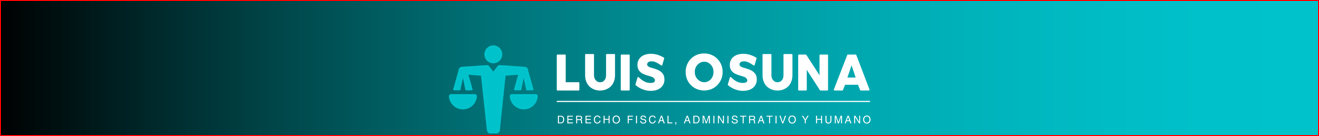 LUIS OSUNA
DERECHO FISCAL, ADMINISTRATIVO Y HUMANO